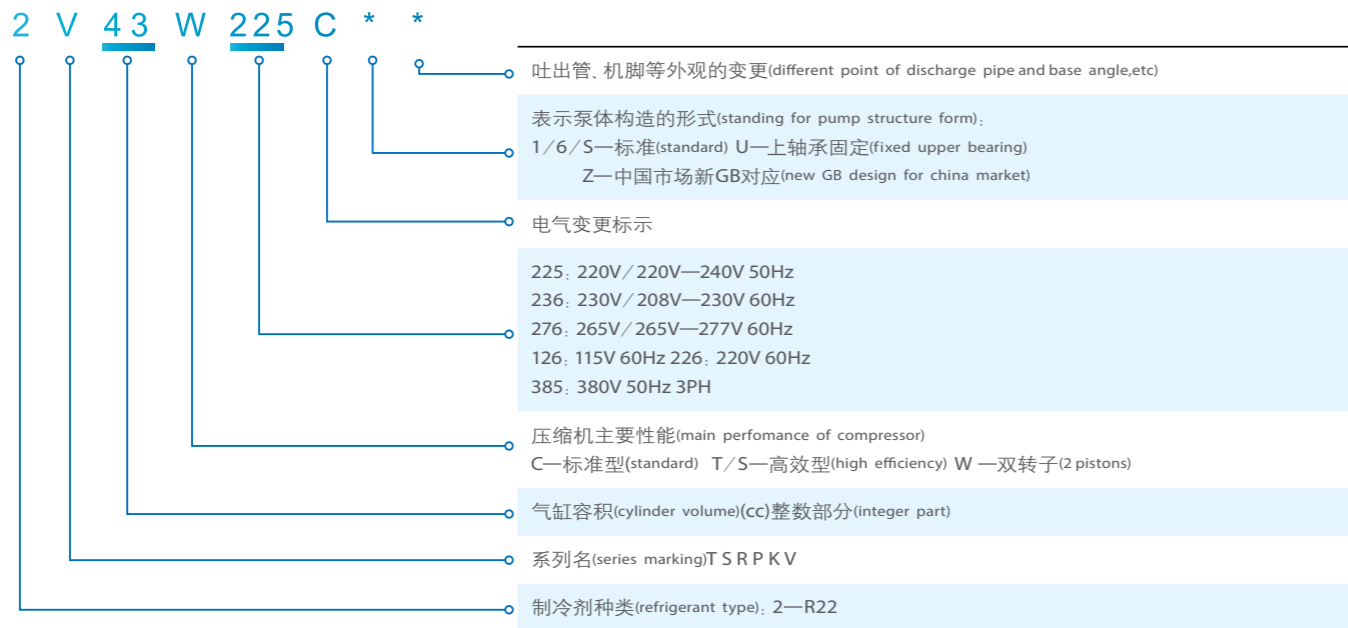 2 V 43 W 225 C * *
吐出管、机脚等外观的变更(different point of discharge pipe and base angle,etc)
表示泵体构造的形式(standing for pump structure form):
1/6/S—标准(standard) U—上轴承固定(fixed upper bearing)
Z—中国市场新GB对应(new GB design for china market)
电气变更标示
225: 220V/220V—240V 50Hz
236: 230V/208V—230V 60Hz
276: 265V/265V—277V 60Hz
126: 115V 60Hz 226: 220V 60Hz
385: 380V 50Hz 3PH
压缩机主要性能(main perfomance of compressor)
C—标准型(standard) T/S—高效型(high efficiency) W —双转子(2 pistons)
气缸容积(cylinder volume)(cc)整数部分(integer part)
系列名(series marking)T S R P K V
制冷剂种类(refrigerant type): 2—R22